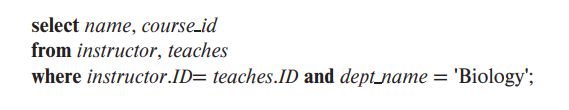 select name, course_id
from instructor, teaches
where instructor.ID= teaches.ID and dept_name = 'Biology';